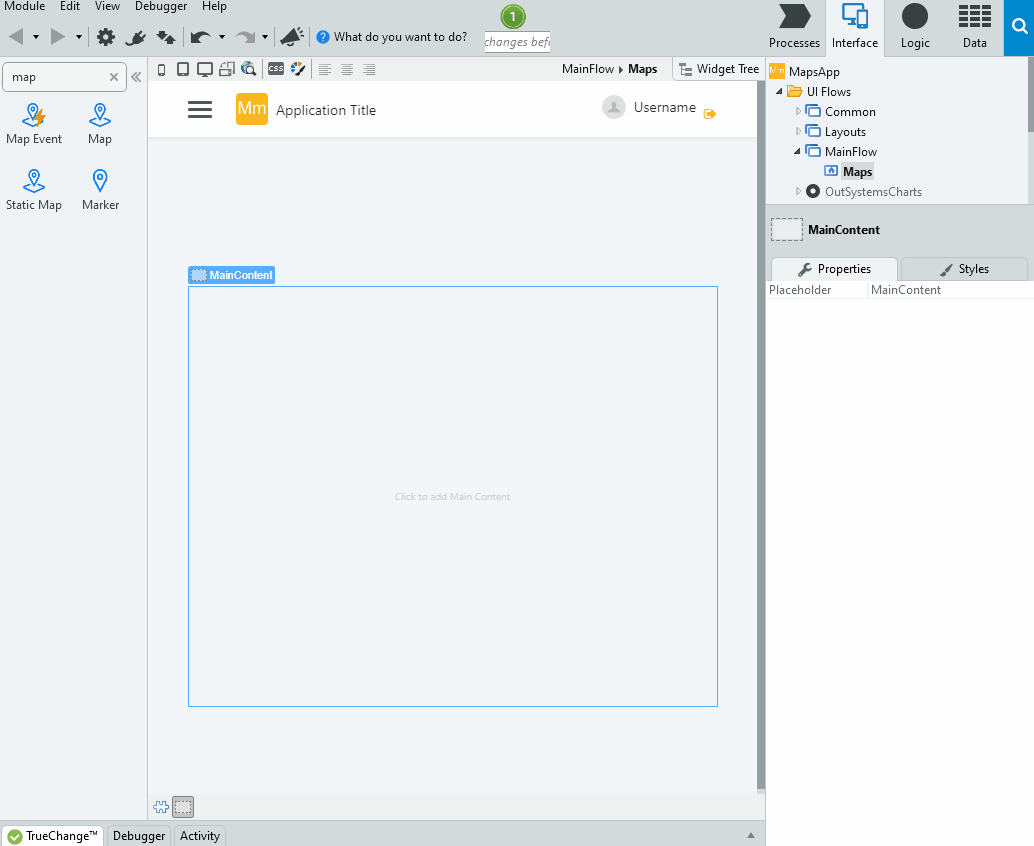 Module Edit View Debugger Help
What do you want to do?
1
changes befo
Processes Interface Logic Data
map
MainFlow Maps Widget Tree
Map Event Map
Static Map Marker
Mm Application Title Username
MainContent
Click to add Main Content
Mm MapsApp
UI Flows
Common
Layouts
MainFlow
Maps
OutSystemsCharts
MainContent
Properties Styles
Placeholder MainContent
CSS
TrueChange™ Debugger Activity